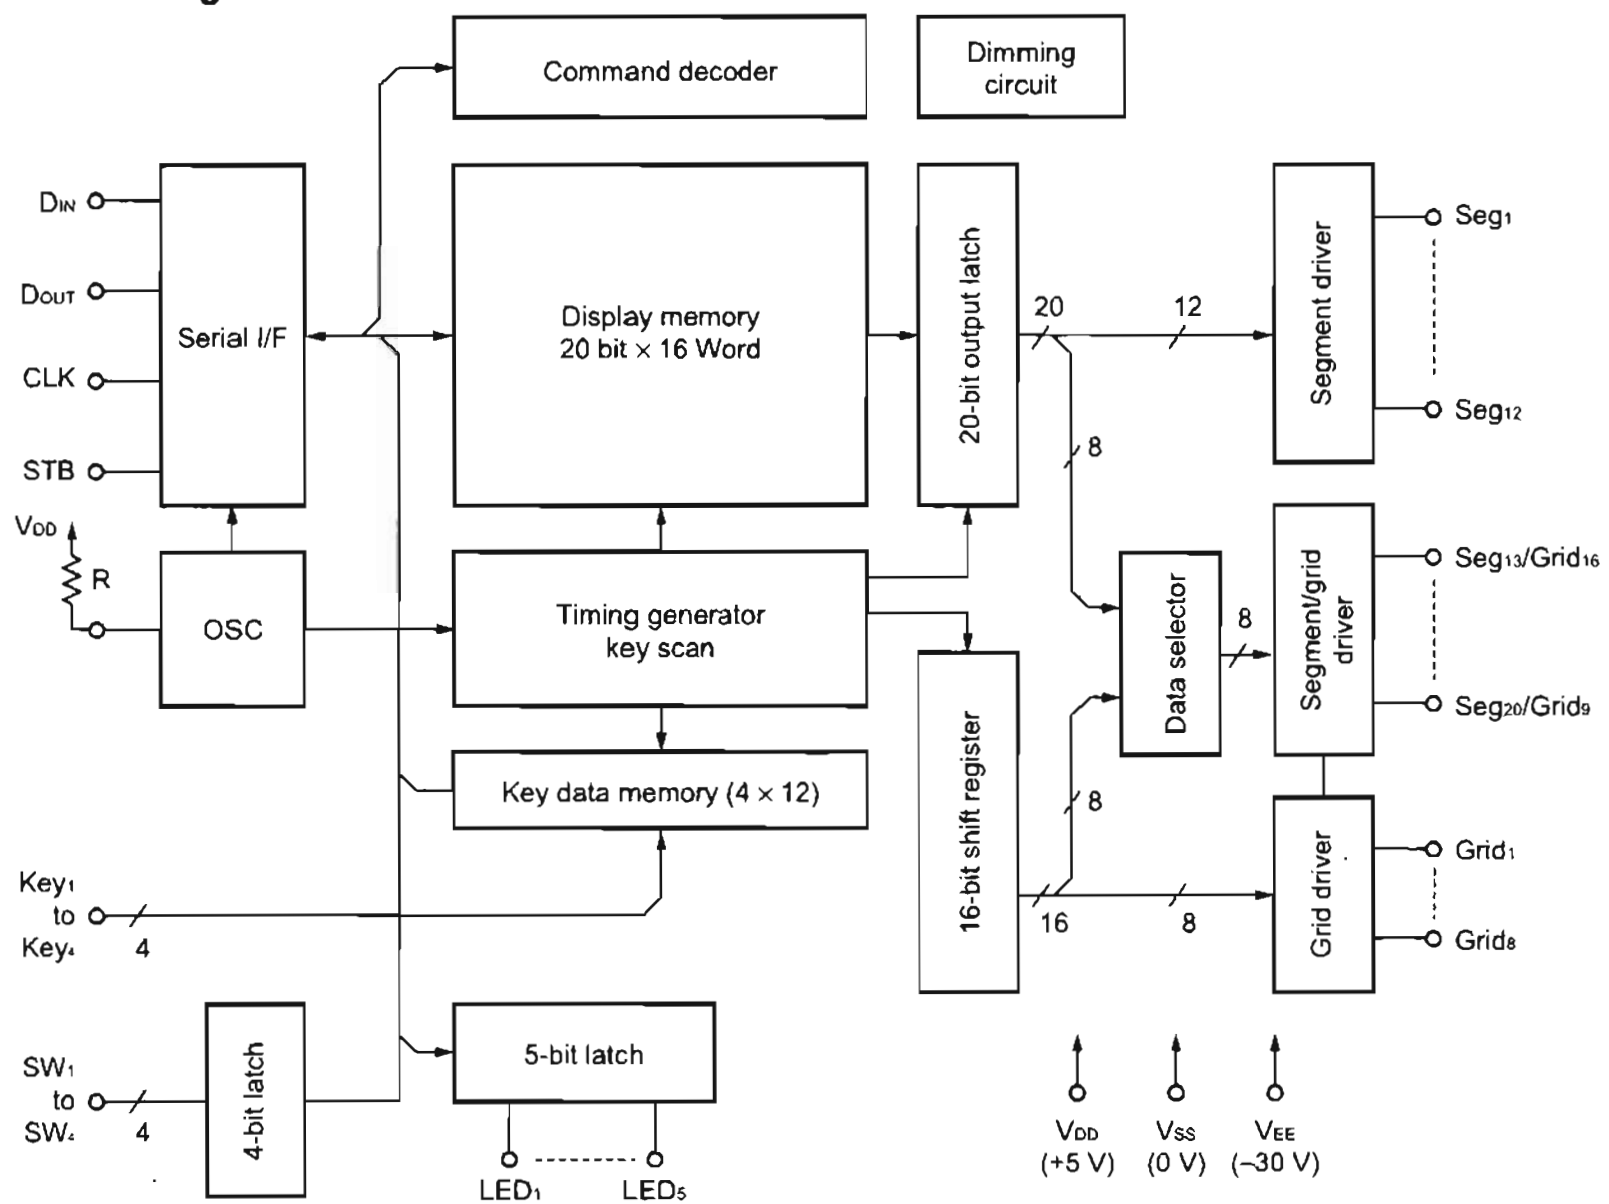 Command decoder
Dimming
circuit
DIN
DOUT
CLK
STB
Serial I/F
Display memory
20 bit × 16 Word
20-bit output latch
20
12
8
Segment driver
Seg1
Seg12
VDD
R
OSC
Timing generator
key scan
Data selector
8
Segment/grid
driver
Seg13/Grid16
Seg20/Grid9
Key data memory (4 × 12)
16-bit shift register
8
16
8
Grid driver
Grid1
Grid8
Key1
to
Key4
4
SW1
to
SW4
4
4-bit latch
5-bit latch
LED1
LED5
VDD
(+5 V)
VSS
(0 V)
VEE
(–30 V)